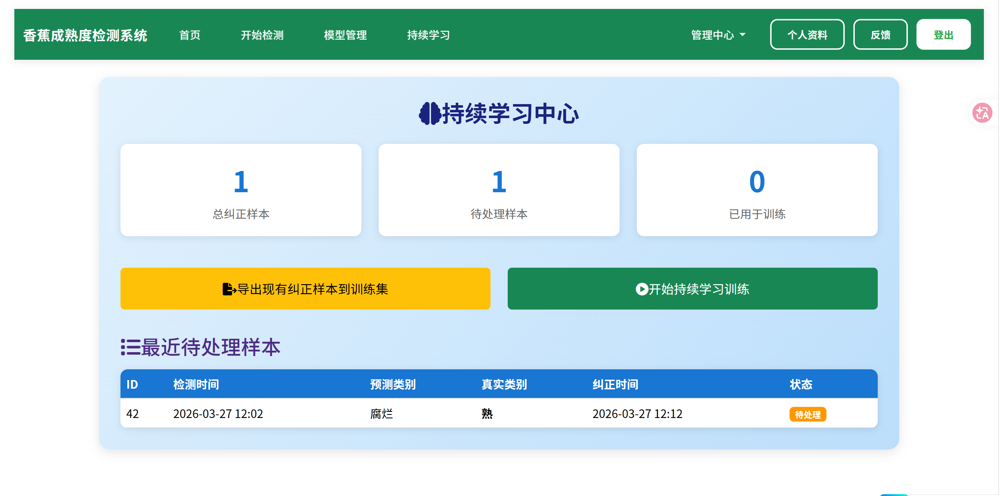 香蕉成熟度检测系统 首页 开始检测 模型管理 持续学习 管理中心 个人资料 反馈 登出
持续学习中心
1 1 0
总纠正样本 待处理样本 已用于训练
导出现有纠正样本到训练集 开始持续学习训练
最近待处理样本
ID 检测时间 预测类别 真实类别 纠正时间 状态
42 2026-03-27 12:02 腐烂 熟 2026-03-27 12:12 待处理